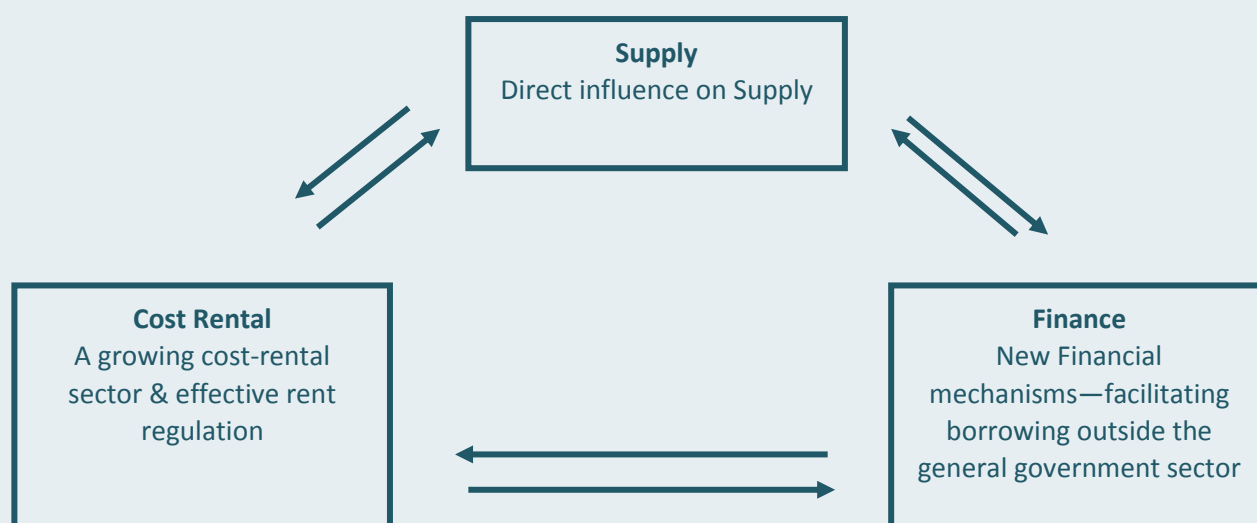 Supply
Direct influence on Supply
Cost Rental
A growing cost-rental
sector & effective rent
regulation
Finance
New Financial
mechanisms—facilitating
borrowing outside the
general government sector